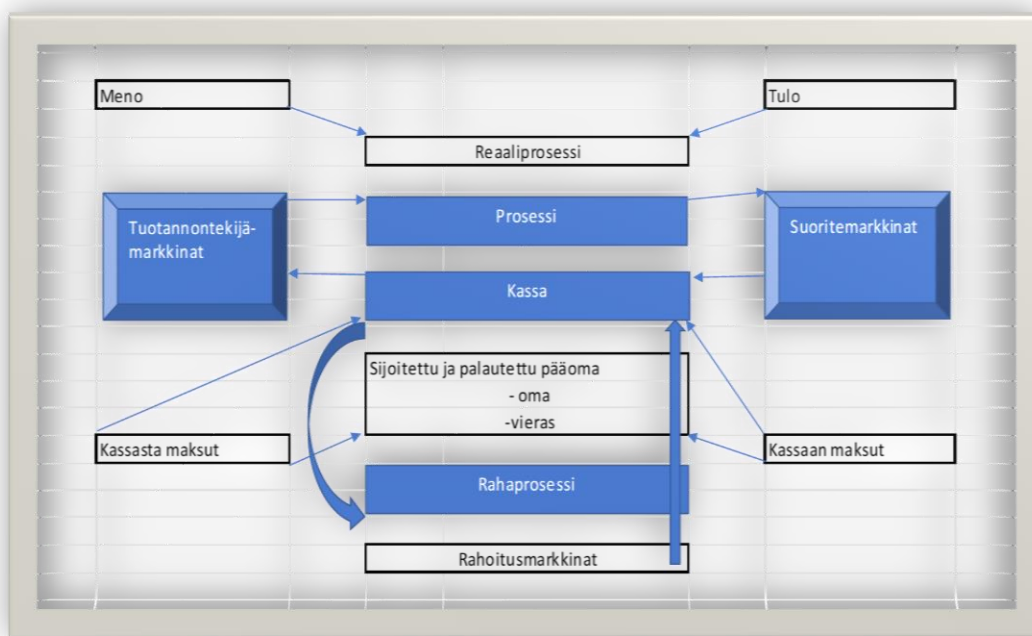 Meno
Tulo
Reaaliprosessi
Tuotannontekijä-
markkinat
Prosessi
Suoritemarkkinat
Kassa
Sijoitettu ja palautettu pääoma
- oma
-vieras
Kassasta maksut
Kassaan maksut
Rahaprosessi
Rahoitusmarkkinat